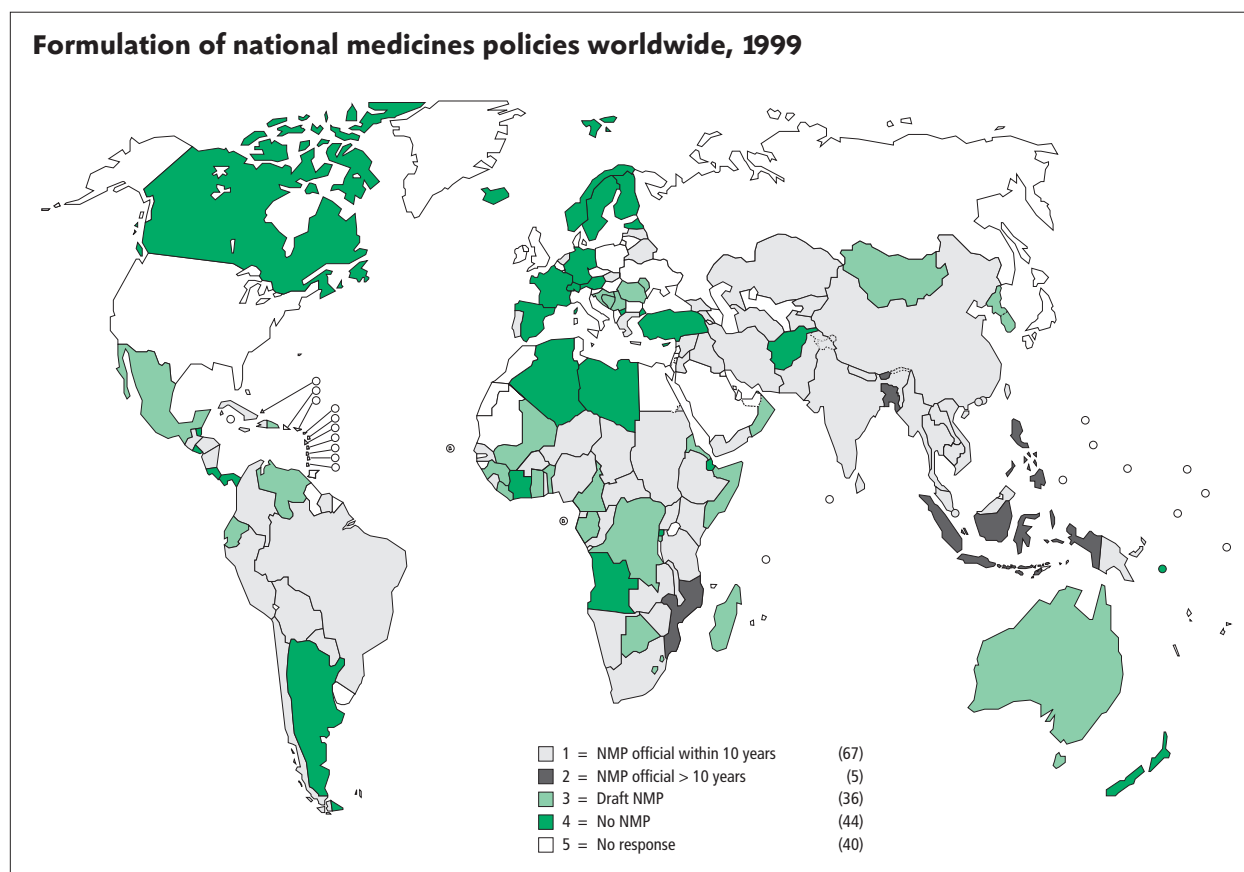 Formulation of national medicines policies worldwide, 1999
1 = NMP official within 10 years (67)
2 = NMP official > 10 years (5)
3 = Draft NMP (36)
4 = No NMP (44)
5 = No response (40)